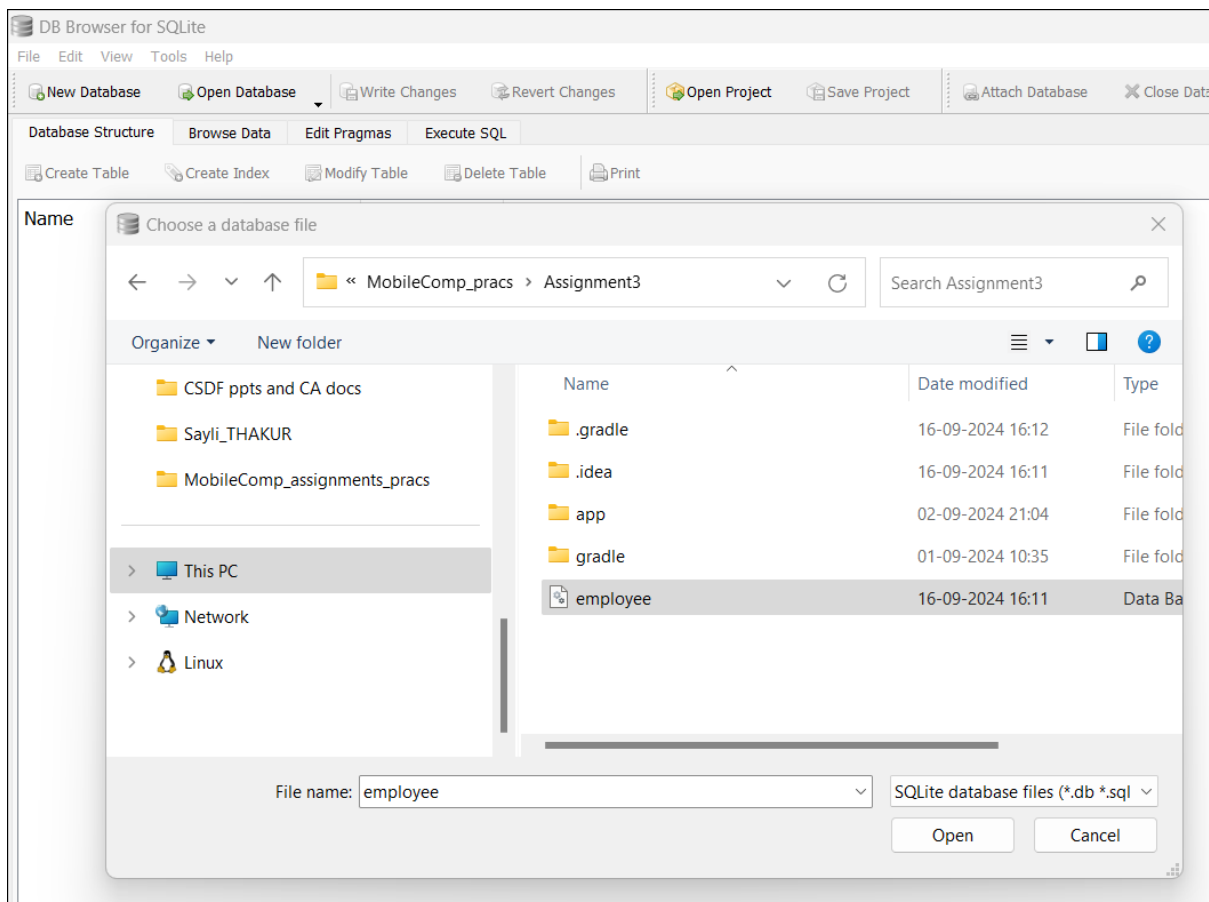 DB Browser for SQLite
File Edit View Tools Help
New Database Open Database Write Changes Revert Changes Open Project Save Project Attach Database Close Data
Database Structure Browse Data Edit Pragmas Execute SQL
Create Table Create Index Modify Table Delete Table Print
Name
Choose a database file
« MobileComp_pracs > Assignment3 Search Assignment3
Organize New folder ?
CSDF ppts and CA docs
Sayli_THAKUR
MobileComp_assignments_pracs
This PC
Network
Linux
Name Date modified Type
.gradle 16-09-2024 16:12 File fold
.idea 16-09-2024 16:11 File fold
app 02-09-2024 21:04 File fold
gradle 01-09-2024 10:35 File fold
employee 16-09-2024 16:11 Data Ba
File name: employee SQLite database files (*.db *.sql
Open Cancel